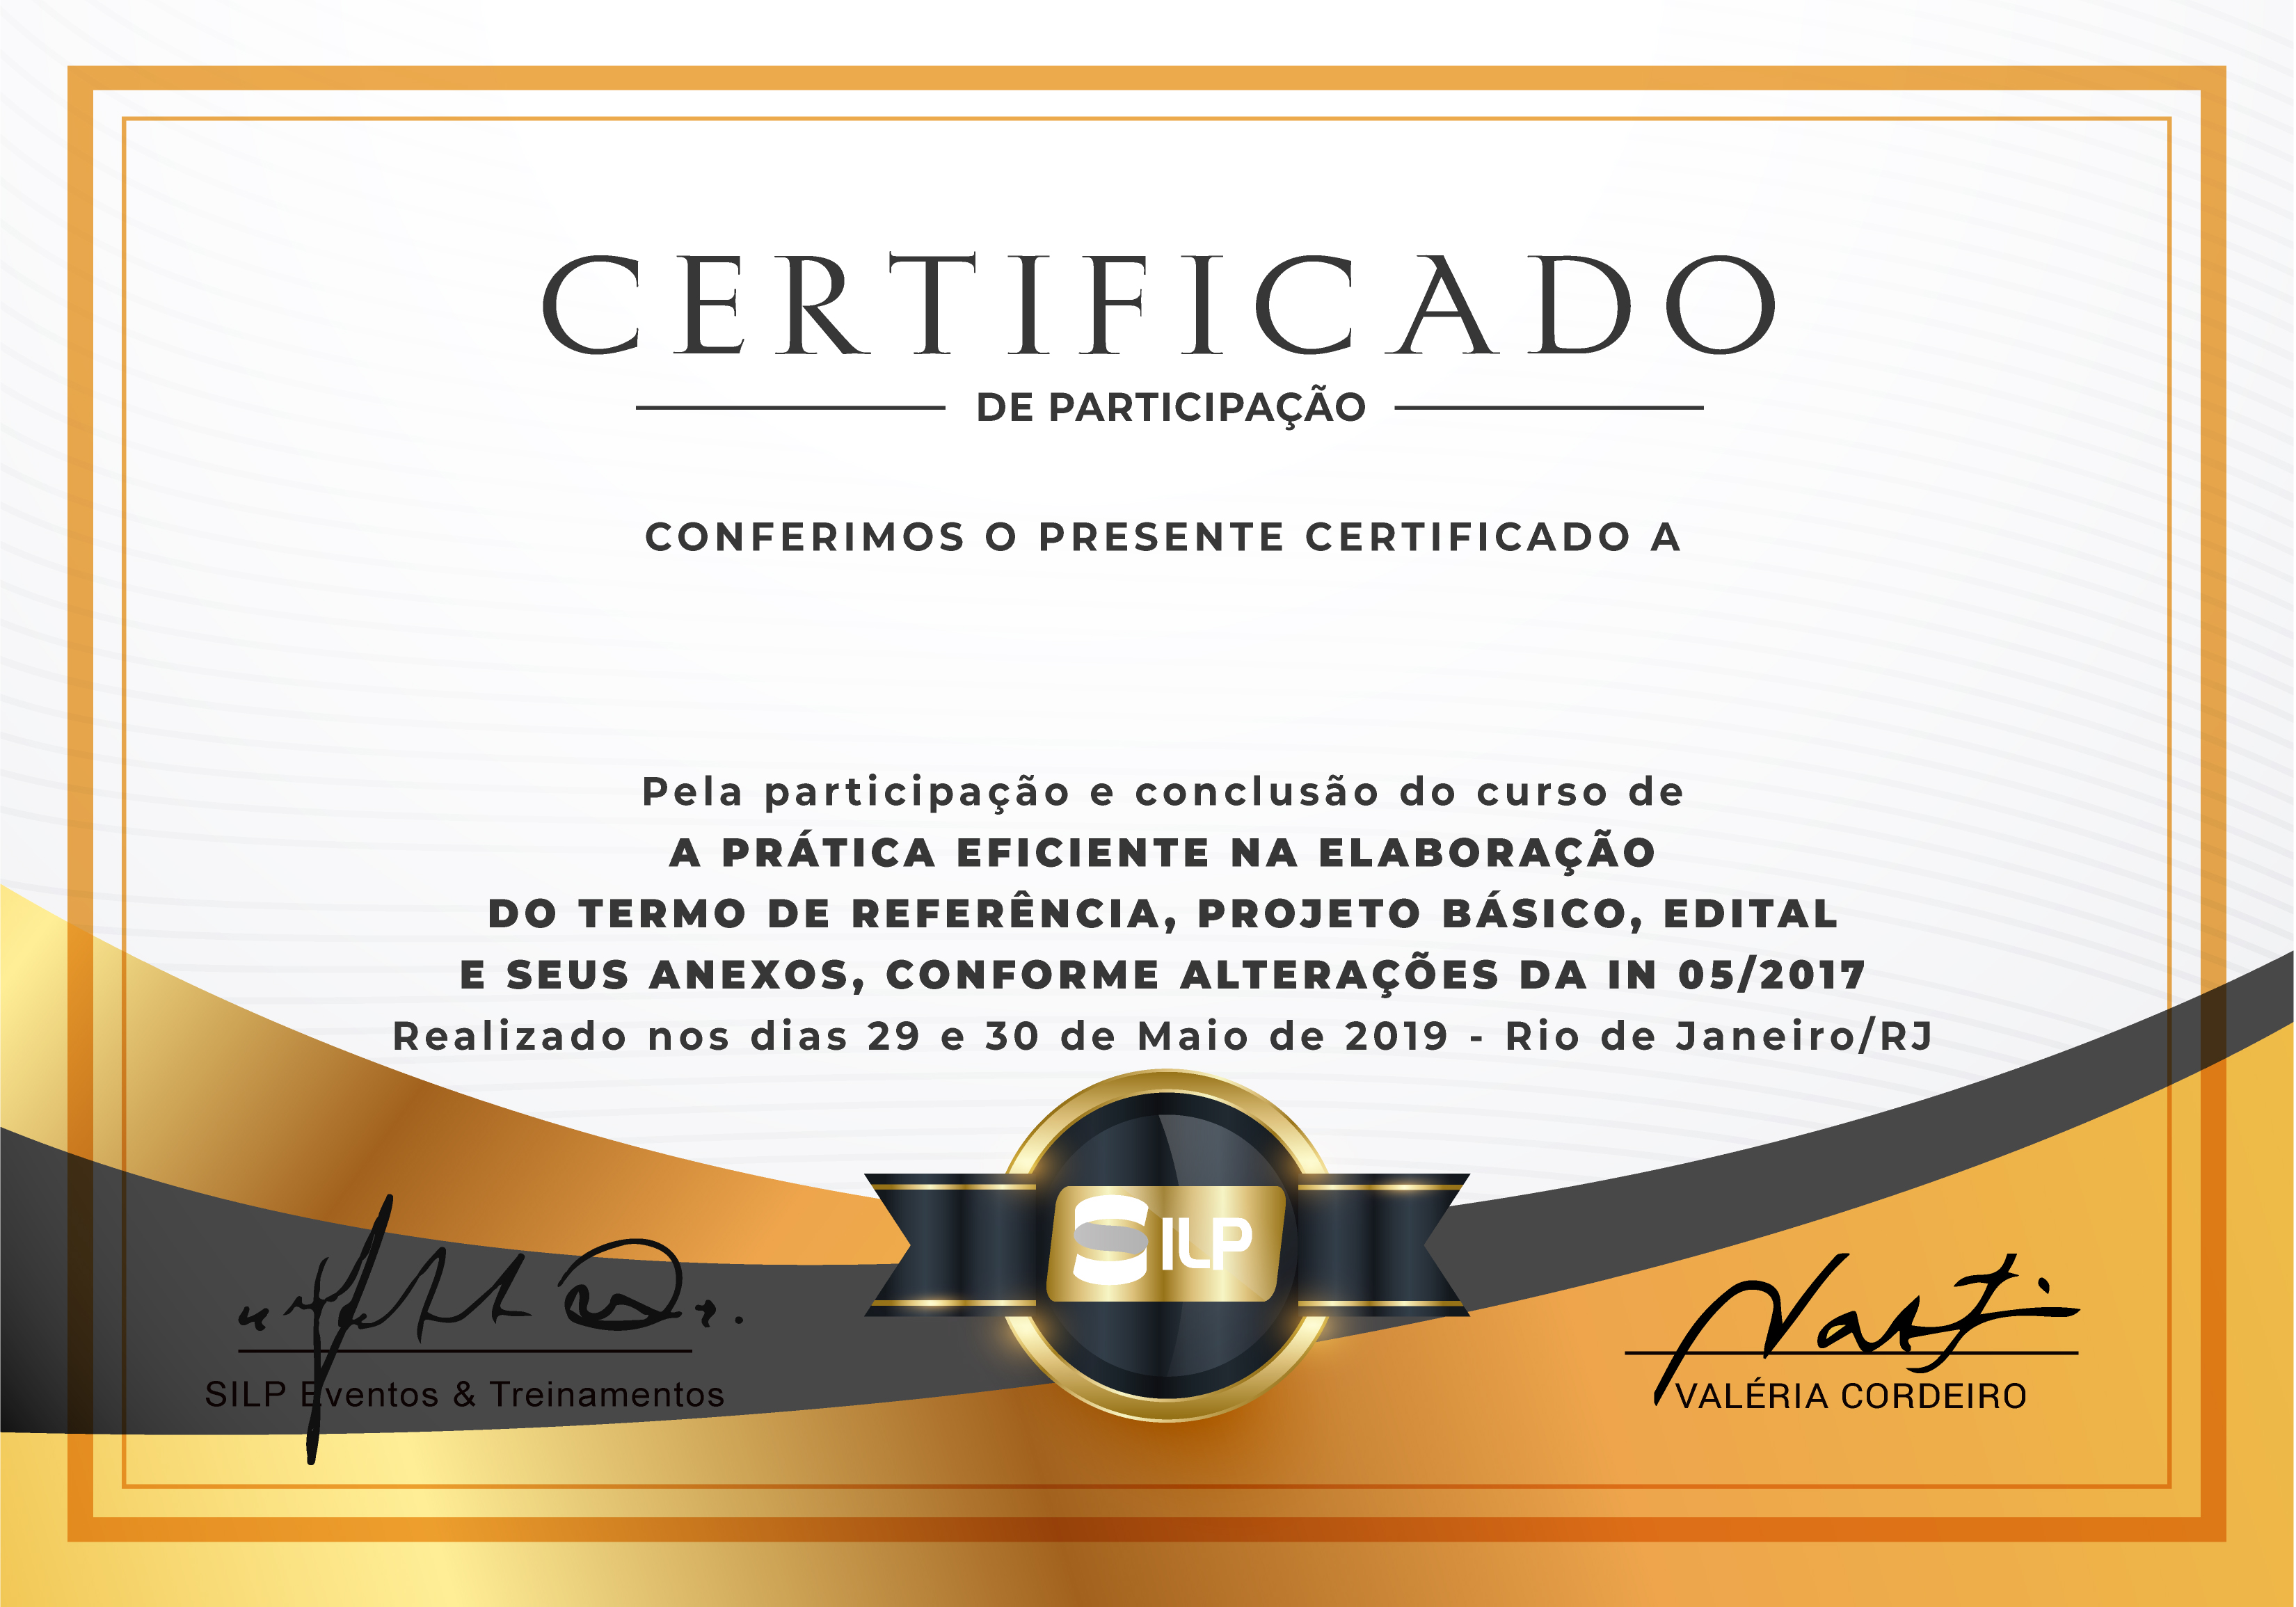 CERTIFICADO
DE PARTICIPAÇÃO
CONFERIMOS O PRESENTE CERTIFICADO A
Pela participação e conclusão do curso de
A PRÁTICA EFICIENTE NA ELABORAÇÃO
DO TERMO DE REFERÊNCIA, PROJETO BÁSICO, EDITAL
E SEUS ANEXOS, CONFORME ALTERAÇÕES DA IN 05/2017
Realizado nos dias 29 e 30 de Maio de 2019 - Rio de Janeiro/RJ
SILP
SILP Eventos & Treinamentos
VALÉRIA CORDEIRO